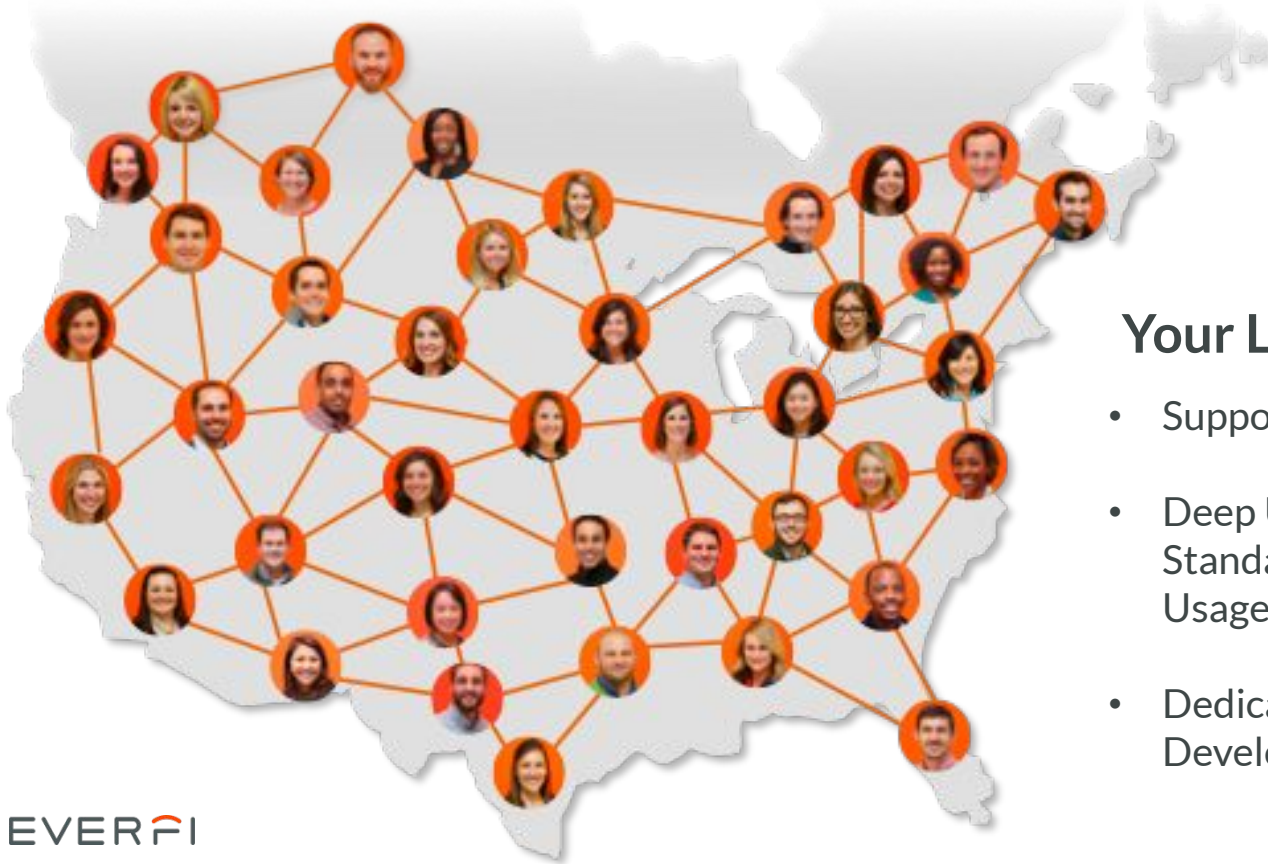 Your L
• Suppo
• Deep U
Standa
Usage
• Dedica
Develo
EVERFI